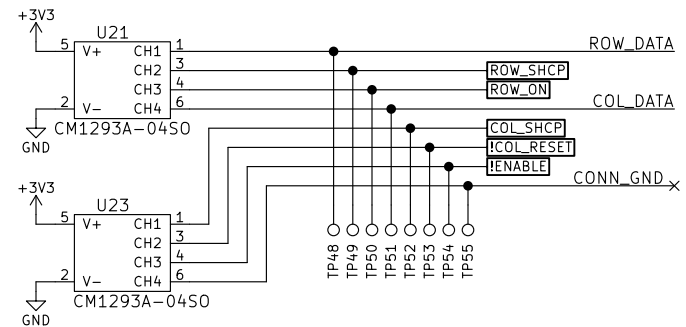 +3V3
U21
5 V+ CH1 1 ROW_DATA
CH2 3 ROW_SHCP
CH3 4 ROW_ON
2 V- CH4 6 COL_DATA
CM1293A-04SO COL_SHCP
GND !COL_RESET
!ENABLE
+3V3 CONN_GND
U23
5 V+ CH1 1
CH2 3
CH3 4
2 V- CH4 6
TP48 TP49 TP50 TP51 TP52 TP53 TP54 TP55
CM1293A-04SO
GND